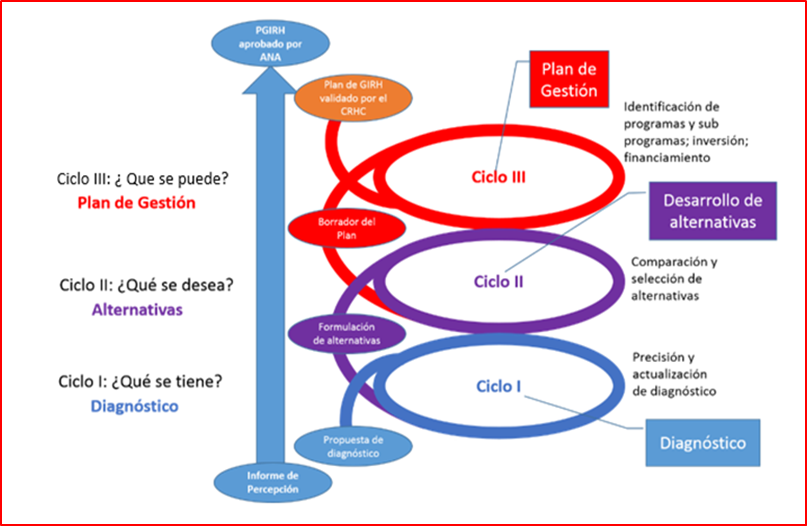 PGIRH
aprobado por
ANA
Plan de GIRH
validado por el
CRHC
Plan de
Gestión
Identificación de
programas y sub
programas; inversión;
financiamiento
Ciclo III: ¿ Que se puede?
Plan de Gestión
Ciclo III
Borrador del
Plan
Desarrollo de
alternativas
Ciclo II: ¿Qué se desea?
Alternativas
Ciclo II
Comparación y
selección de
alternativas
Formulación
de alternativas
Ciclo I: ¿Qué se tiene?
Diagnóstico
Ciclo I
Precisión y
actualización
de diagnóstico
Propuesta de
diagnóstico
Diagnóstico
Informe de
Percepción